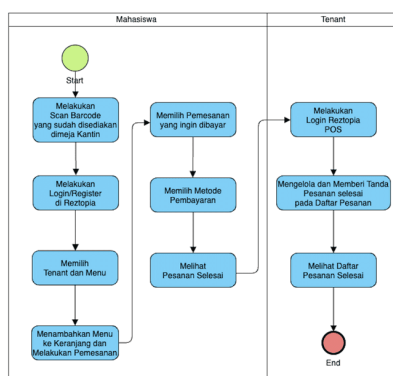 Mahasiswa
Tenant
Start
Melakukan
Scan Barcode
yang sudah disediakan
dimeja Kantin
Melakukan
Login/Register
di Reztopia
Memilih
Tenant dan Menu
Menambahkan Menu
ke Keranjang dan
Melakukan Pemesanan
Memilih Pemesanan
yang ingin dibayar
Memilih Metode
Pembayaran
Melihat
Pesanan Selesai
Melakukan
Login Reztopia
POS
Mengelola dan Memberi Tanda
Pesanan selesai
pada Daftar Pesanan
Melihat Daftar
Pesanan Selesai
End